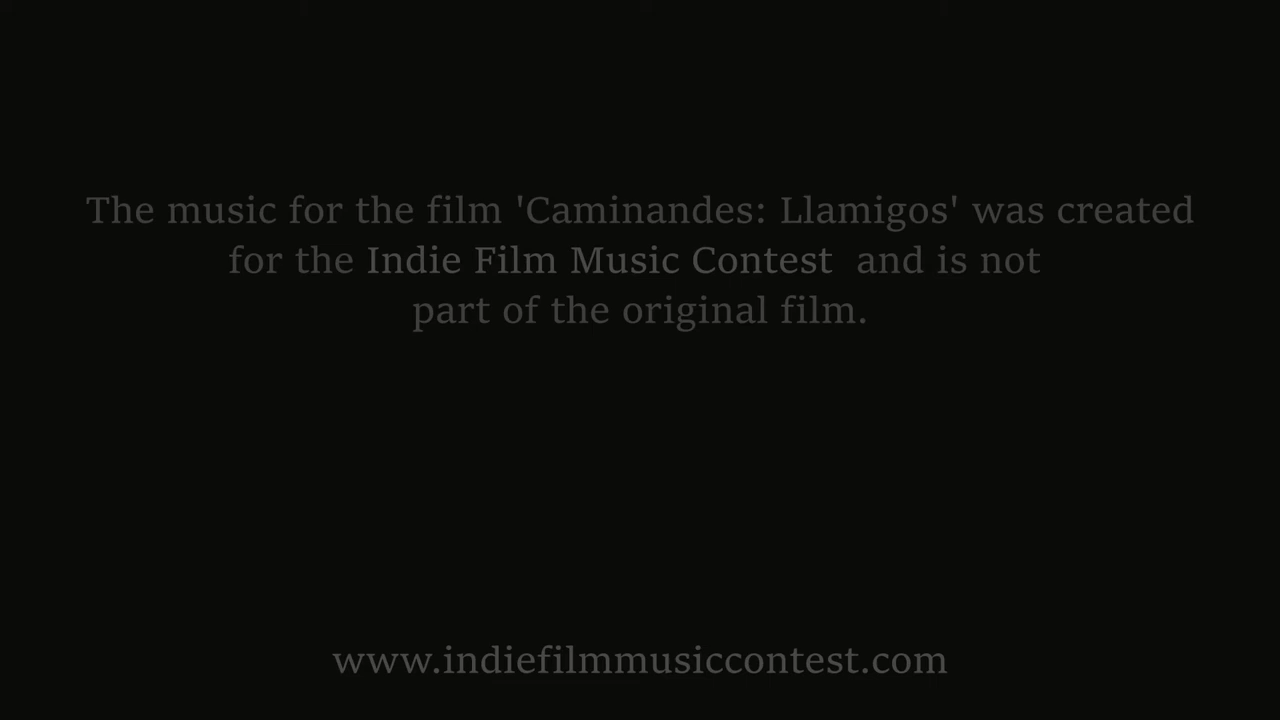 The music for the film 'Caminandes: Llamigos' was created
for the Indie Film Music Contest and is not
part of the original film.
www.indiefilmmusiccontest.com